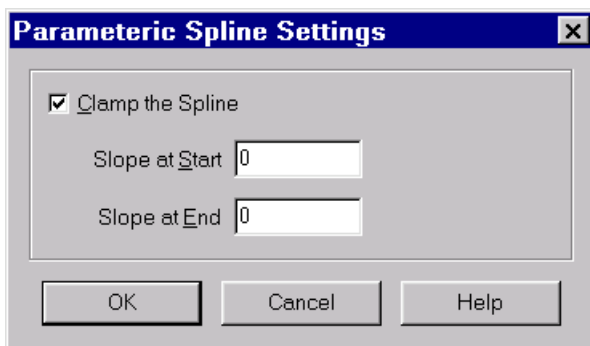 Parameteric Spline Settings
Clamp the Spline
Slope at Start 0
Slope at End 0
OK Cancel Help